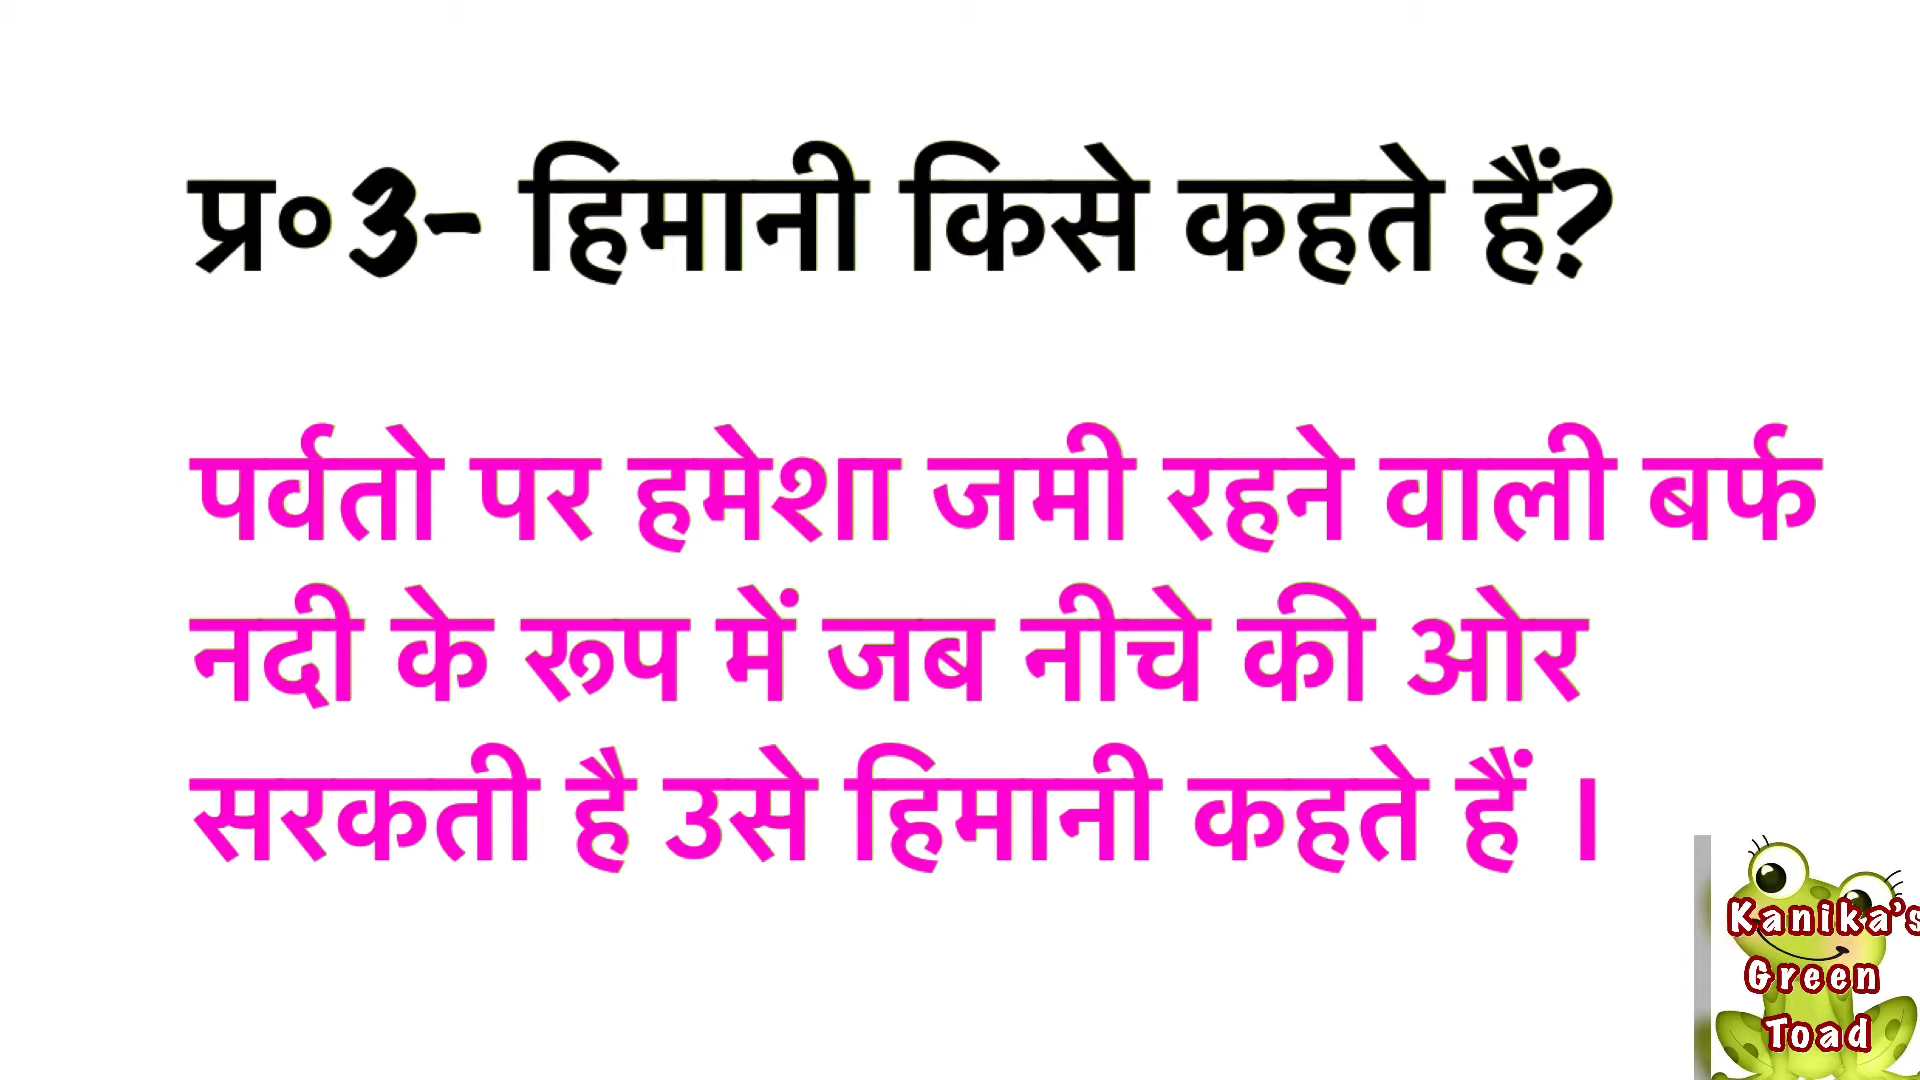 प्र०3- हिमानी किसे कहते हैं?
पर्वतो पर हमेशा जमी रहने वाली बर्फ
नदी के रूप में जब नीचे की ओर
सरकती है उसे हिमानी कहते हैं ।
Kanika's
Green
Toad